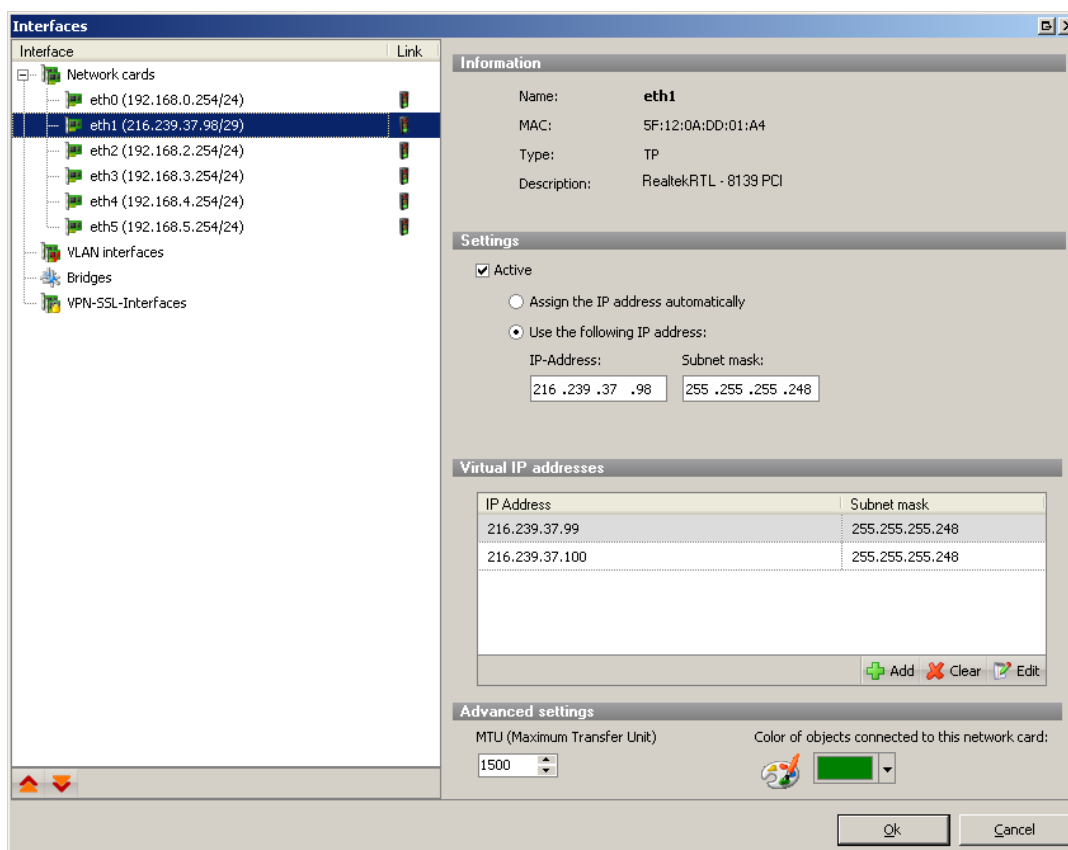 Interfaces
Interface Link
Network cards
eth0 (192.168.0.254/24)
eth1 (216.239.37.98/29)
eth2 (192.168.2.254/24)
eth3 (192.168.3.254/24)
eth4 (192.168.4.254/24)
eth5 (192.168.5.254/24)
VLAN interfaces
Bridges
VPN-SSL-Interfaces
Information
Name: eth1
MAC: 5F:12:0A:DD:01:A4
Type: TP
Description: RealtekRTL - 8139 PCI
Settings
Active
Assign the IP address automatically
Use the following IP address:
IP-Address: Subnet mask:
216 .239 .37 .98 255 .255 .255 .248
Virtual IP addresses
IP Address Subnet mask
216.239.37.99 255.255.255.248
216.239.37.100 255.255.255.248
Add Clear Edit
Advanced settings
MTU (Maximum Transfer Unit) Color of objects connected to this network card:
1500
Ok Cancel